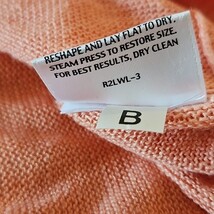 RESHAPE AND LAY FLAT TO DRY.
STEAM PRESS TO RESTORE SIZE.
FOR BEST RESULTS, DRY CLEAN
R2LWL-3
B